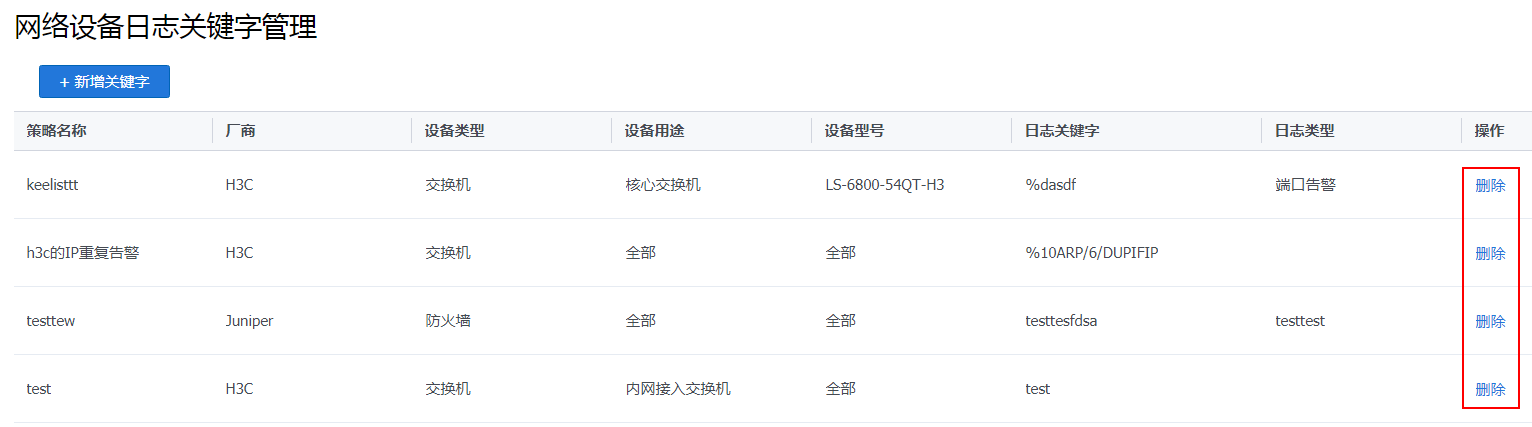 网络设备日志关键字管理
+ 新增关键字
策略名称 厂商 设备类型 设备用途 设备型号 日志关键字 日志类型 操作
keelisttt H3C 交换机 核心交换机 LS-6800-54QT-H3 %dasdf 端口告警 删除
h3c的IP重复告警 H3C 交换机 全部 全部 %10ARP/6/DUPIFIP 删除
testtew Juniper 防火墙 全部 全部 testtesfdsa testtest 删除
test H3C 交换机 内网接入交换机 全部 test 删除